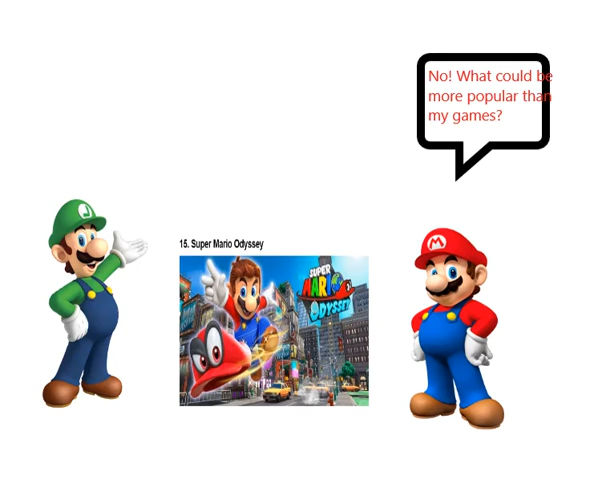 No! What could be
more popular than
my games?
15. Super Mario Odyssey
SUPER
MARIO
ODYSSEY
M